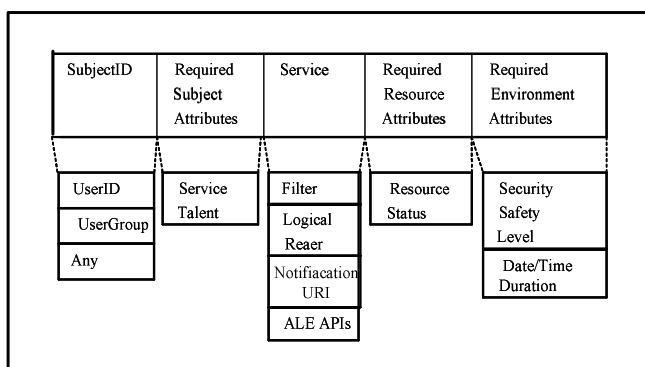 SubjectID
Required
Subject
Attributes
Service
Required
Resource
Attributes
Required
Environment
Attributes
UserID
UserGroup
Any
Service
Talent
Filter
Logical
Reaer
Notifiacation
URI
ALE APIs
Resource
Status
Security
Safety
Level
Date/Time
Duration